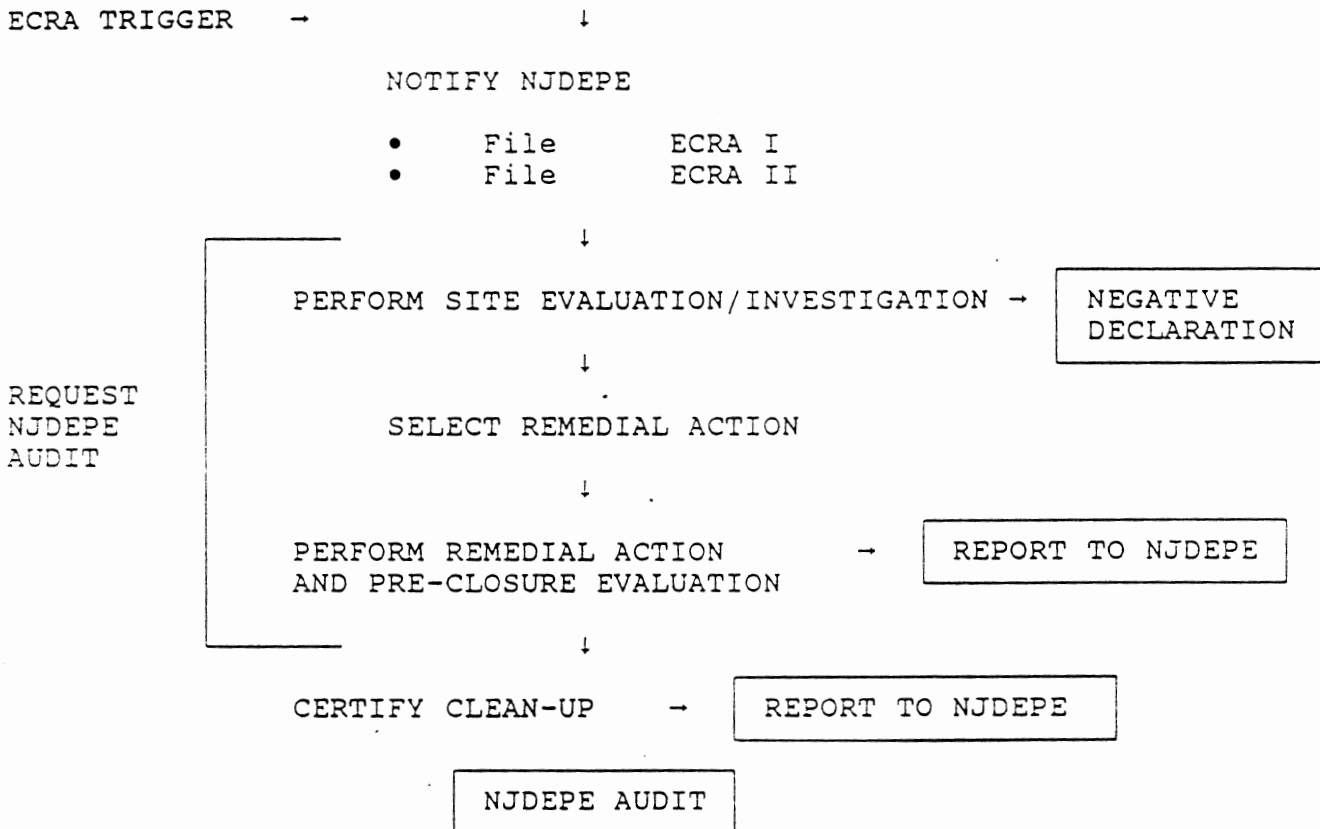 ECRA TRIGGER → ↓
NOTIFY NJDEPE
• File ECRA I
• File ECRA II
↓
PERFORM SITE EVALUATION/INVESTIGATION → NEGATIVE DECLARATION
↓
REQUEST
NJDEPE
AUDIT
SELECT REMEDIAL ACTION
↓
PERFORM REMEDIAL ACTION → REPORT TO NJDEPE
AND PRE-CLOSURE EVALUATION
↓
CERTIFY CLEAN-UP → REPORT TO NJDEPE
NJDEPE AUDIT